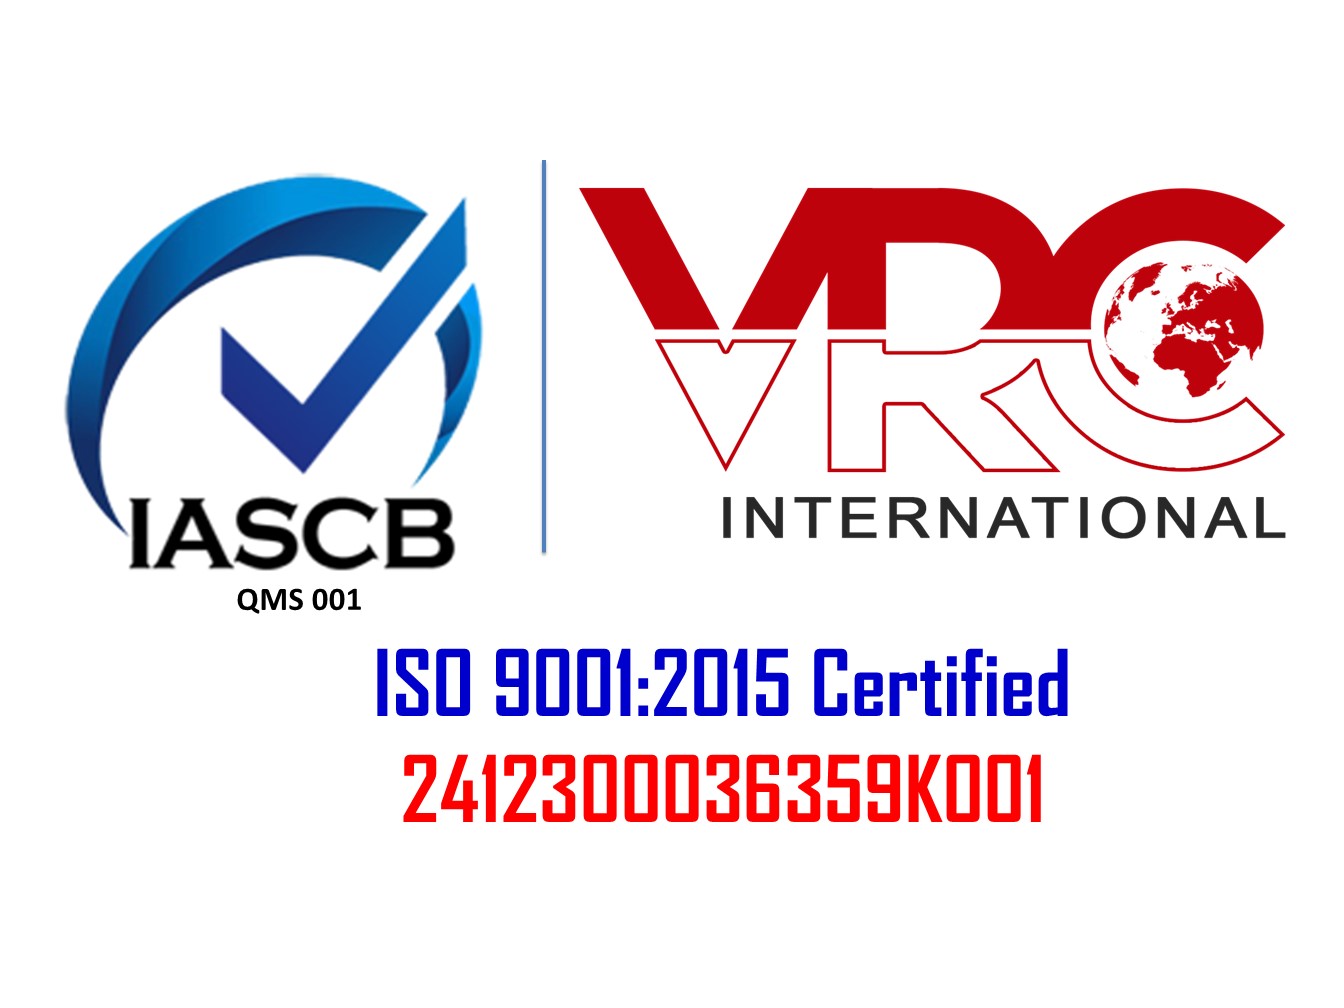 IASCB
QMS 001
VRC
INTERNATIONAL
ISO 9001:2015 Certified
2412300036359K001